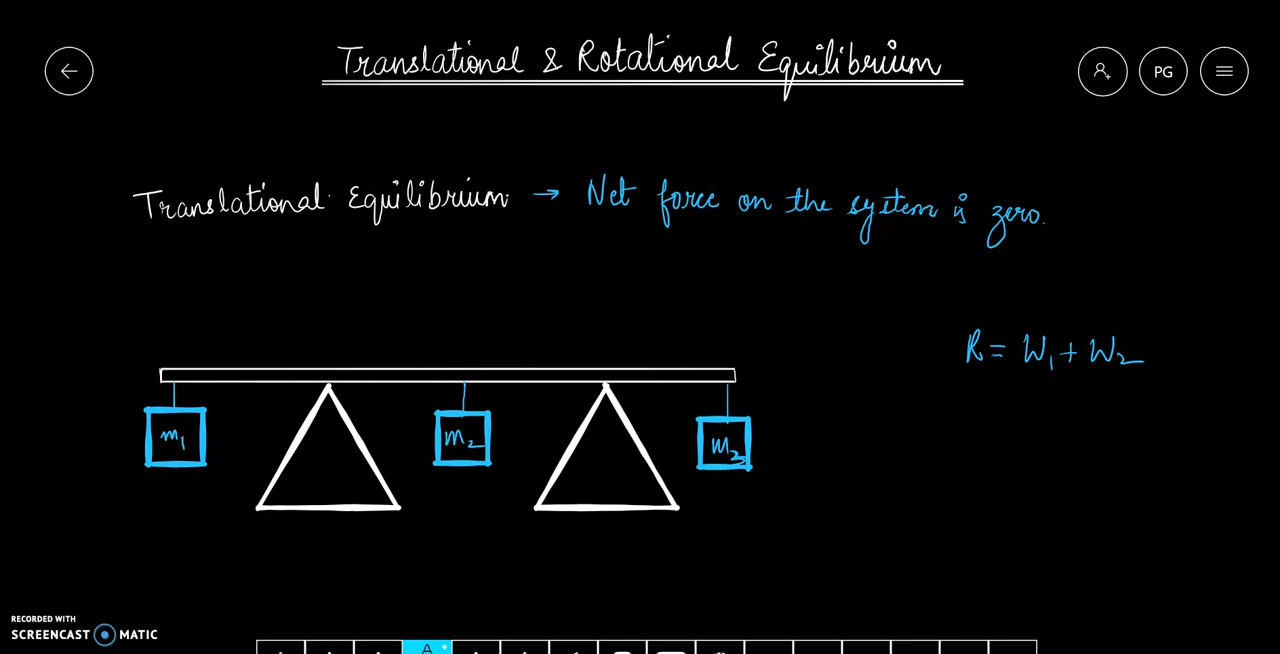 Translational & Rotational Equilibrium
PG
Translational Equilibrium → Net force on the system is zero.
R = W₁ + W₂
m₁
m₂
m₃
RECORDED WITH
SCREENCAST MATIC
A